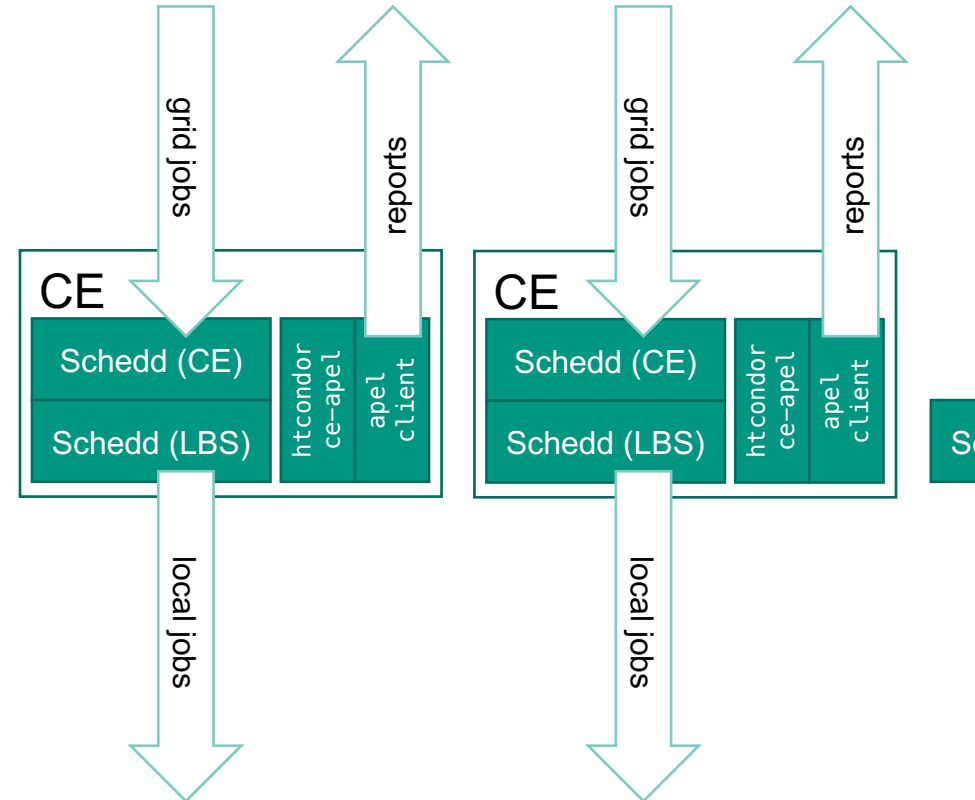 grid jobs
reports
CE
Schedd (CE)
Schedd (LBS)
htcondor
ce-apel
apel
client
local jobs
grid jobs
reports
CE
Schedd (CE)
Schedd (LBS)
htcondor
ce-apel
apel
client
local jobs